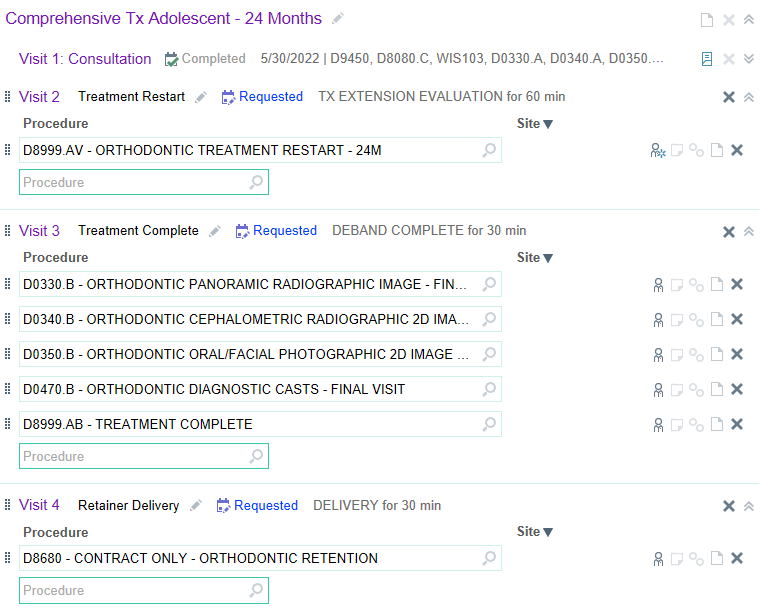 Comprehensive Tx Adolescent - 24 Months
Visit 1: Consultation Completed 5/30/2022 | D9450, D8080.C, WIS103, D0330.A, D0340.A, D0350....
Visit 2 Treatment Restart Requested TX EXTENSION EVALUATION for 60 min
Procedure Site
D8999.AV - ORTHODONTIC TREATMENT RESTART - 24M
Procedure
Visit 3 Treatment Complete Requested DEBAND COMPLETE for 30 min
Procedure Site
D0330.B - ORTHODONTIC PANORAMIC RADIOGRAPHIC IMAGE - FIN...
D0340.B - ORTHODONTIC CEPHALOMETRIC RADIOGRAPHIC 2D IMA...
D0350.B - ORTHODONTIC ORAL/FACIAL PHOTOGRAPHIC 2D IMAGE ...
D0470.B - ORTHODONTIC DIAGNOSTIC CASTS - FINAL VISIT
D8999.AB - TREATMENT COMPLETE
Procedure
Visit 4 Retainer Delivery Requested DELIVERY for 30 min
Procedure Site
D8680 - CONTRACT ONLY - ORTHODONTIC RETENTION
Procedure